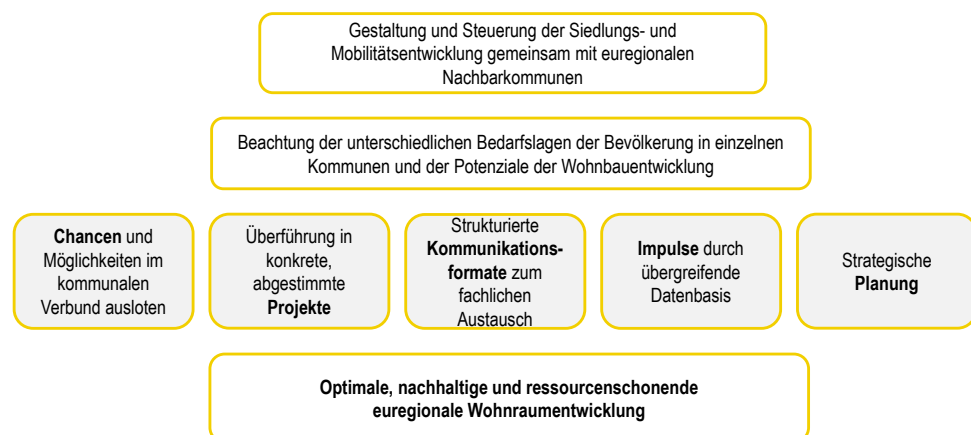 Gestaltung und Steuerung der Siedlungs- und
Mobilitätsentwicklung gemeinsam mit euregionalen
Nachbarkommunen
Beachtung der unterschiedlichen Bedarfslagen der Bevölkerung in einzelnen
Kommunen und der Potenziale der Wohnbauentwicklung
Chancen und
Möglichkeiten im
kommunalen
Verbund ausloten
Überführung in
konkrete,
abgestimmte
Projekte
Strukturierte
Kommunikations-
formate zum
fachlichen
Austausch
Impulse durch
übergreifende
Datenbasis
Strategische
Planung
Optimale, nachhaltige und ressourcenschonende
euregionale Wohnraumentwicklung